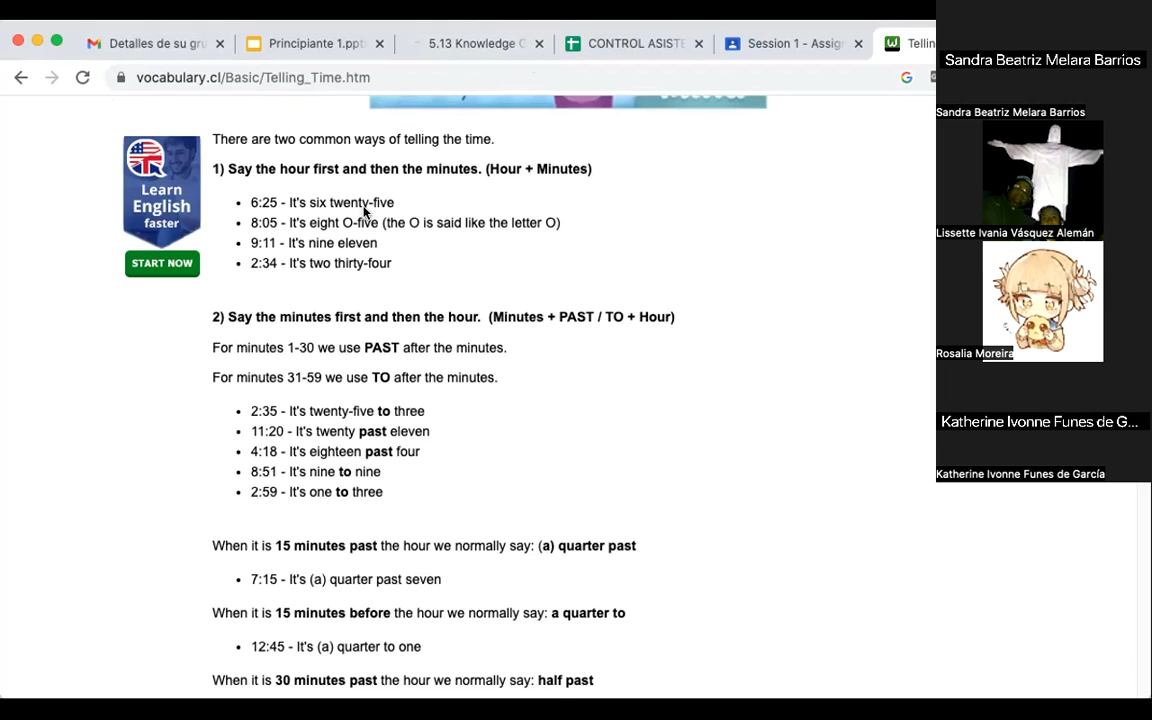 Detalles de su gru
Principiante 1.ppt
5.13 Knowledge
CONTROL ASIST
Session 1 - Assig
Tellin
vocabulary.cl/Basic/Telling_Time.htm
There are two common ways of telling the time.
1) Say the hour first and then the minutes. (Hour + Minutes)
Learn
English
faster
START NOW
• 6:25 - It's six twenty-five
• 8:05 - It's eight O-five (the O is said like the letter O)
• 9:11 - It's nine eleven
• 2:34 - It's two thirty-four
2) Say the minutes first and then the hour. (Minutes + PAST / TO + Hour)
For minutes 1-30 we use PAST after the minutes.
For minutes 31-59 we use TO after the minutes.
• 2:35 - It's twenty-five to three
• 11:20 - It's twenty past eleven
• 4:18 - It's eighteen past four
• 8:51 - It's nine to nine
• 2:59 - It's one to three
When it is 15 minutes past the hour we normally say: (a) quarter past
• 7:15 - It's (a) quarter past seven
When it is 15 minutes before the hour we normally say: a quarter to
• 12:45 - It's (a) quarter to one
When it is 30 minutes past the hour we normally say: half past
Sandra Beatriz Melara Barrios
Sandra Beatriz Melara Barrios
Lissette Ivania Vásquez Alemán
Rosalia Moreira
Katherine Ivonne Funes de G...
Katherine Ivonne Funes de García